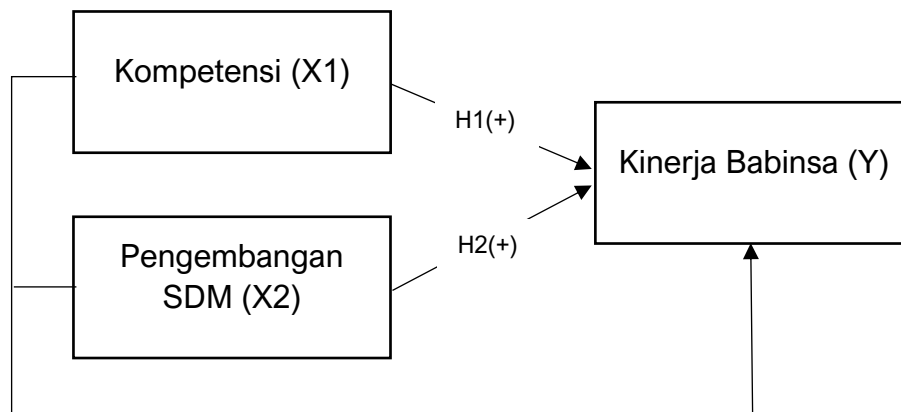 Kompetensi (X1)
H1(+)
Kinerja Babinsa (Y)
H2(+)
Pengembangan
SDM (X2)